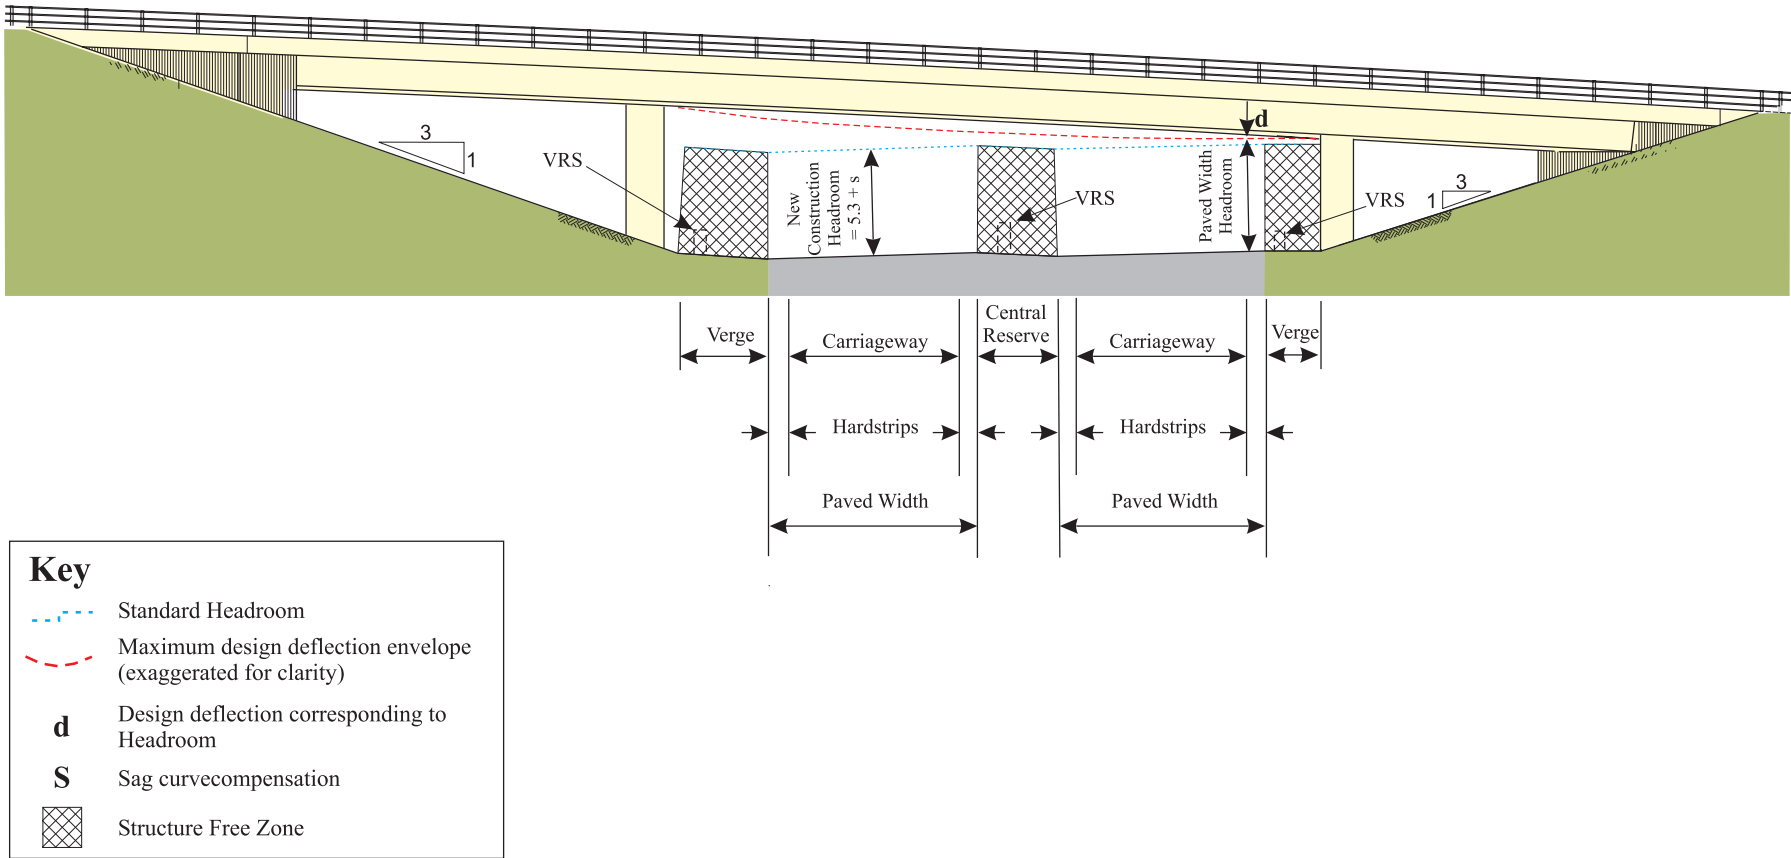 d
3
1
VRS
New
Construction
Headroom
= 5.3 + s
VRS
Paved Width
Headroom
VRS
3
1
Verge
Carriageway
Central
Reserve
Carriageway
Verge
Hardstrips
Hardstrips
Paved Width
Paved Width
Key
Standard Headroom
Maximum design deflection envelope
(exaggerated for clarity)
d
Design deflection corresponding to
Headroom
S
Sag curvecompensation
Structure Free Zone